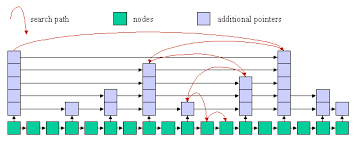 search path
nodes
additional pointers